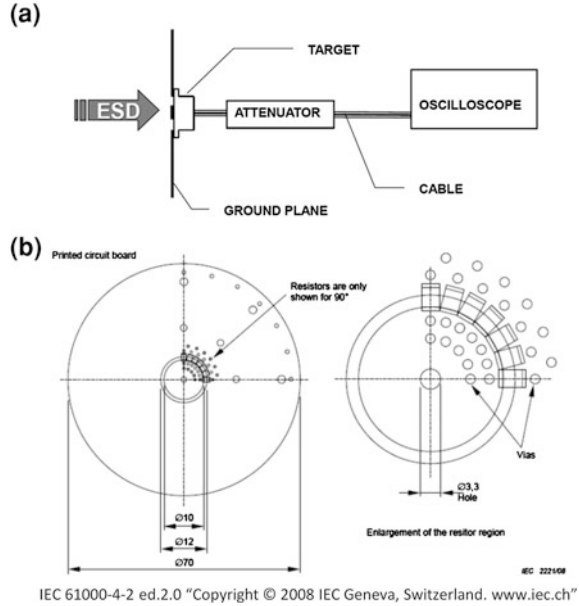 (a)
TARGET
ESD
ATTENUATOR
OSCILLOSCOPE
CABLE
GROUND PLANE
(b)
Printed circuit board
Resistors are only
shown for 90°
Vias
Ø3,3
Hole
Ø10
Ø12
Ø70
Enlargement of the resitor region
IEC 2221/08
IEC 61000-4-2 ed.2.0 “Copyright © 2008 IEC Geneva, Switzerland. www.iec.ch”